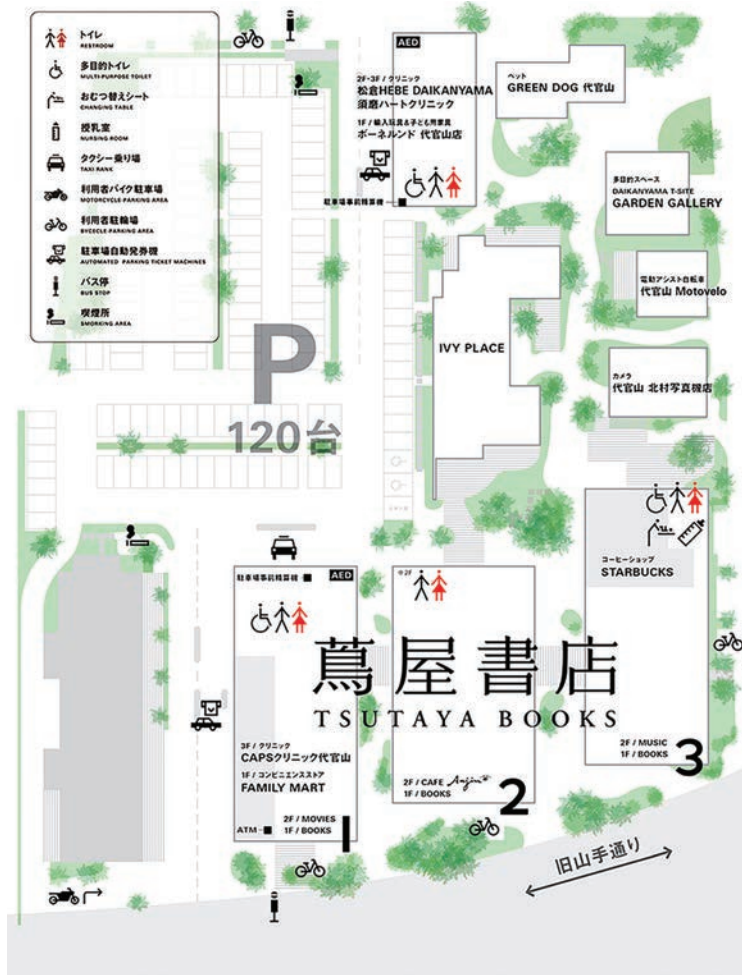 トイレ
RESTROOM
多目的トイレ
MULTI-PURPOSE TOILET
おむつ替えシート
CHANGING TABLE
授乳室
NURSING ROOM
タクシー乗り場
TAXI RANK
利用者バイク駐車場
MOTORCYCLE-PARKING AREA
利用者駐輪場
BYCECLE-PARKING AREA
駐車場自動発券機
AUTOMATED PARKING TICKET MACHINES
バス停
BUS STOP
喫煙所
SMORKING AREA
AED
2F-3F / クリニック
松倉HEBE DAIKANYAMA
須磨ハートクリニック
1F / 輸入玩具&子ども用家具
ボーネルンド 代官山店
駐車場事前精算機
ペット
GREEN DOG 代官山
多目的スペース
DAIKANYAMA T-SITE
GARDEN GALLERY
電動アシスト自転車
代官山 Motovelo
IVY PLACE
カメラ
代官山 北村写真機店
P
120台
コーヒーショップ
STARBUCKS
駐車場事前精算機
AED
※2F
蔦屋書店
TSUTAYA BOOKS
3F / クリニック
CAPSクリニック代官山
1F / コンビニエンスストア
FAMILY MART
ATM
2F / MOVIES
1F / BOOKS
1
2F / CAFE Anjin
1F / BOOKS
2
2F / MUSIC
1F / BOOKS
3
旧山手通り